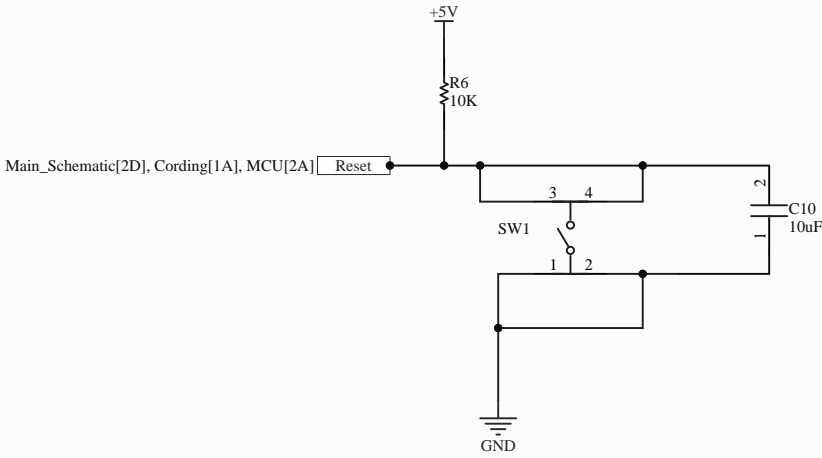 +5V
R6
10K
Main_Schematic[2D], Cording[1A], MCU[2A] Reset
3 4
2
C10
10uF
1
SW1
1 2
GND